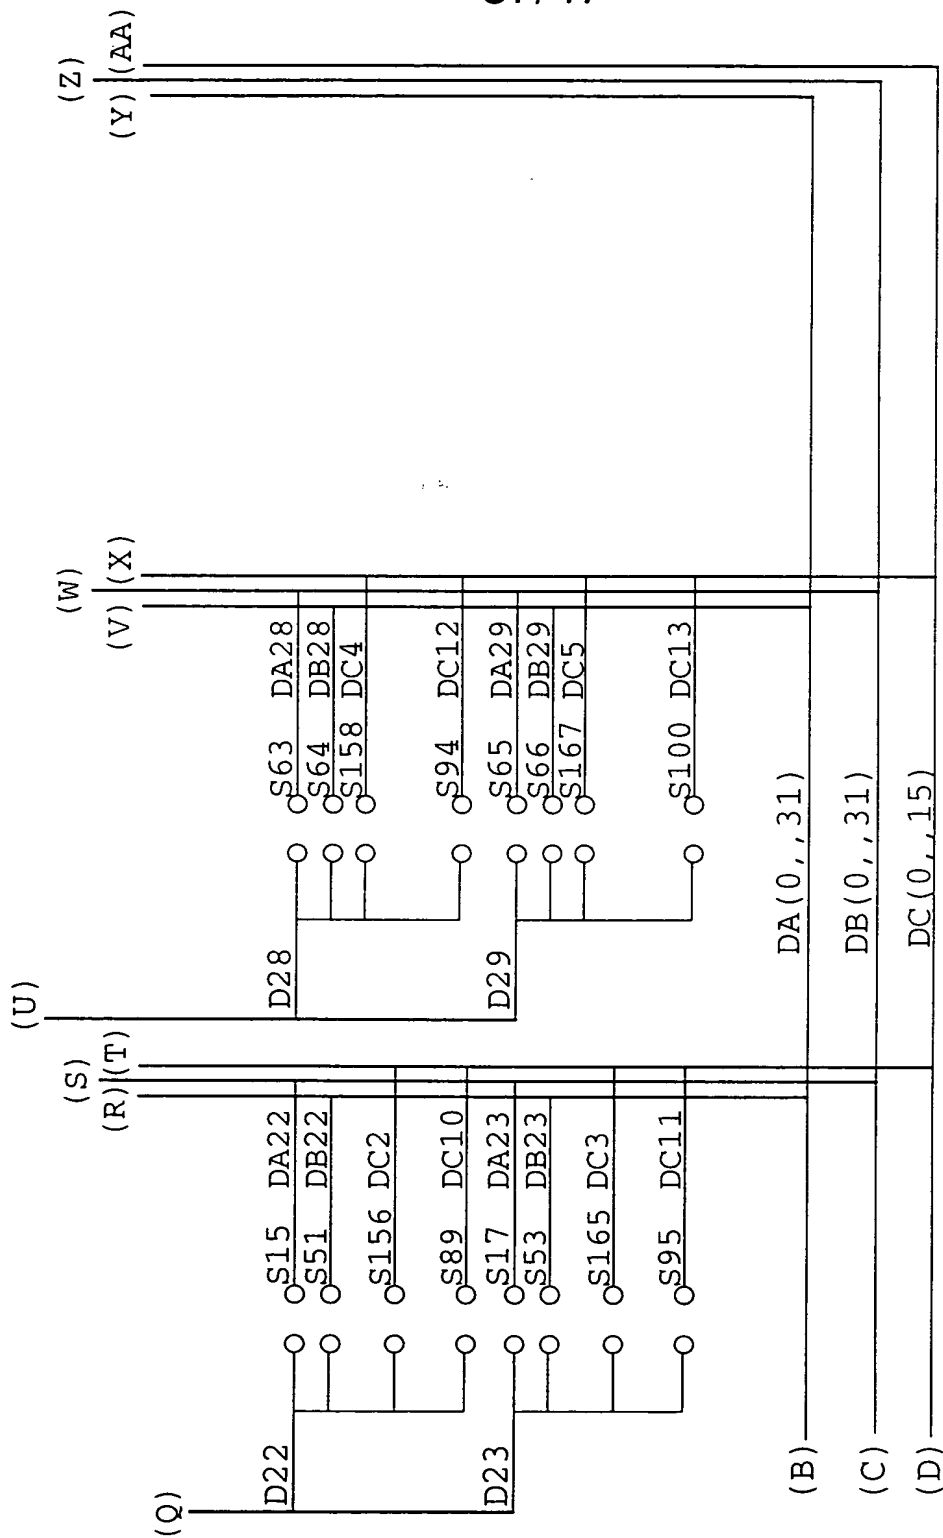 (Q)
D22
S15 DA22
S51 DB22
S156 DC2
S89 DC10
D23
S17 DA23
S53 DB23
S165 DC3
S95 DC11
(R)
(S)
(T)
(U)
D28
S63 DA28
S64 DB28
S158 DC4
S94 DC12
D29
S65 DA29
S66 DB29
S167 DC5
S100 DC13
(V)
(W)
(X)
(Y)
(Z)
(AA)
(B)
DA(0,,31)
(C)
DB(0,,31)
(D)
DC(0,,15)